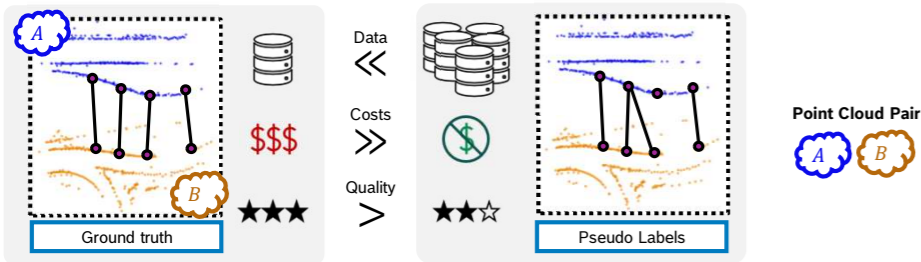 A
Data
≪
Costs
$$$
≫
$
Quality
>
B
Ground truth
Pseudo Labels
Point Cloud Pair
A
B